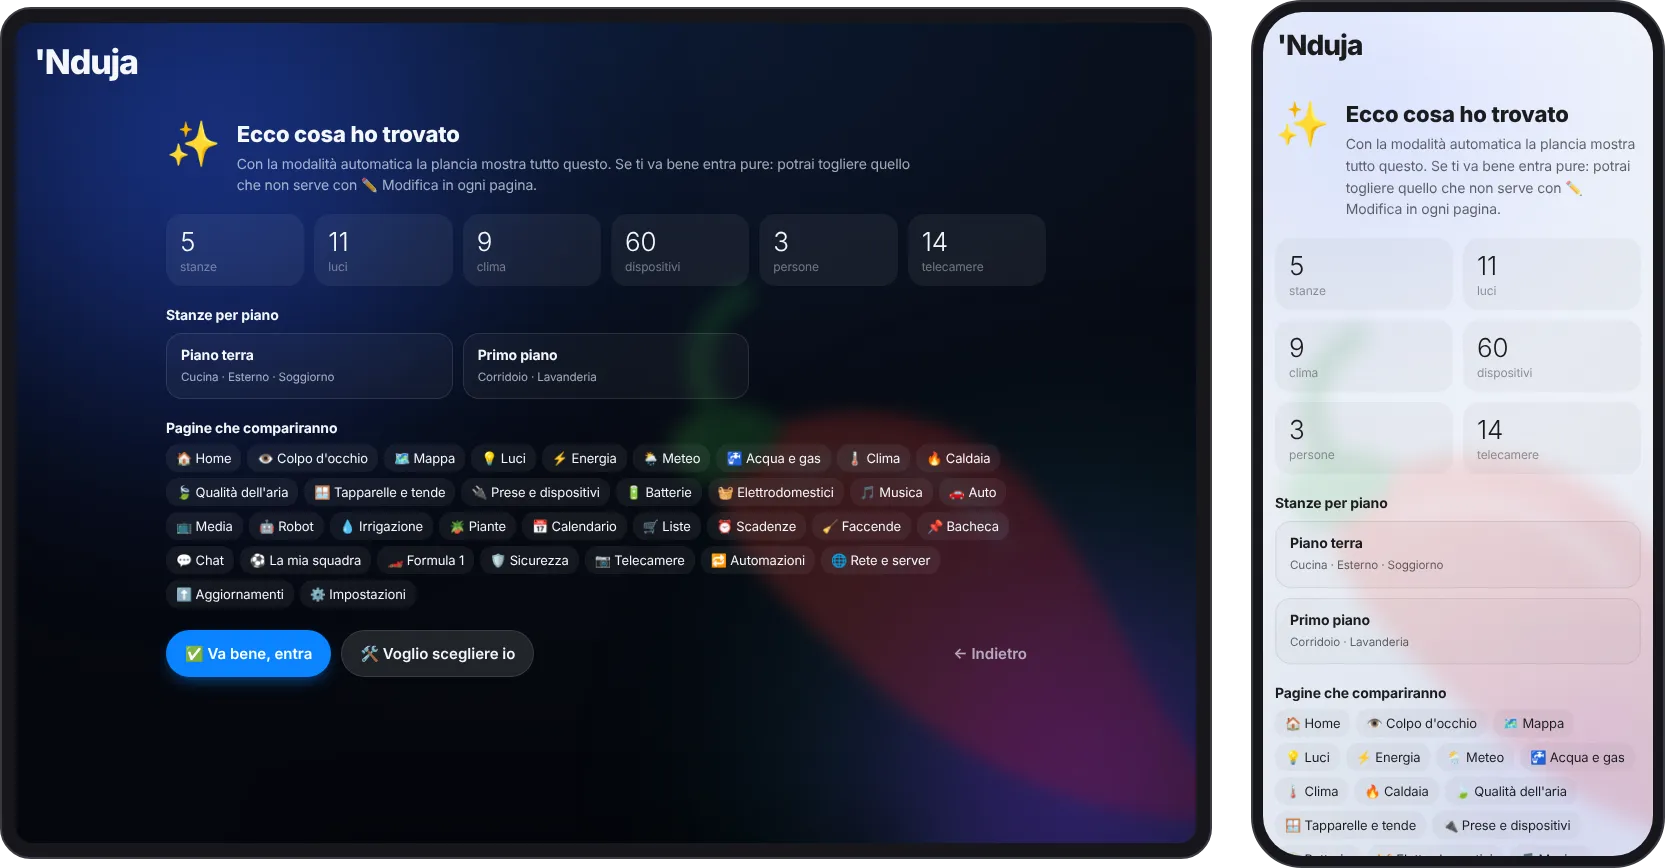 'Nduja
✨ Ecco cosa ho trovato
Con la modalità automatica la plancia mostra tutto questo. Se ti va bene entra pure: potrai togliere quello
che non serve con ✏️ Modifica in ogni pagina.
5 11 9 60 3 14
stanze luci clima dispositivi persone telecamere
Stanze per piano
Piano terra Primo piano
Cucina · Esterno · Soggiorno Corridoio · Lavanderia
Pagine che compariranno
🏠 Home 👁️ Colpo d'occhio 🗺️ Mappa 💡 Luci ⚡ Energia 🌦️ Meteo 🚰 Acqua e gas 🌡️ Clima 🔥 Caldaia
🍃 Qualità dell'aria 🪟 Tapparelle e tende 🔌 Prese e dispositivi 🔋 Batterie 🧺 Elettrodomestici 🎵 Musica 🚗 Auto
📺 Media 🤖 Robot 💧 Irrigazione 🪴 Piante 📅 Calendario 🛒 Liste ⏰ Scadenze 🧹 Faccende 📌 Bacheca
💬 Chat ⚽ La mia squadra 🏎️ Formula 1 🛡️ Sicurezza 📷 Telecamere 🔁 Automazioni 🌐 Rete e server
⬆️ Aggiornamenti ⚙️ Impostazioni
✅ Va bene, entra 🛠️ Voglio scegliere io ← Indietro
'Nduja
✨ Ecco cosa ho trovato
Con la modalità automatica la plancia mostra
tutto questo. Se ti va bene entra pure: potrai
togliere quello che non serve con ✏️
Modifica in ogni pagina.
5 11
stanze luci
9 60
clima dispositivi
3 14
persone telecamere
Stanze per piano
Piano terra
Cucina · Esterno · Soggiorno
Primo piano
Corridoio · Lavanderia
Pagine che compariranno
🏠 Home 👁️ Colpo d'occhio 🗺️ Mappa
💡 Luci ⚡ Energia 🌦️ Meteo 🚰 Acqua e gas
🌡️ Clima 🔥 Caldaia 🍃 Qualità dell'aria
🪟 Tapparelle e tende 🔌 Prese e dispositivi